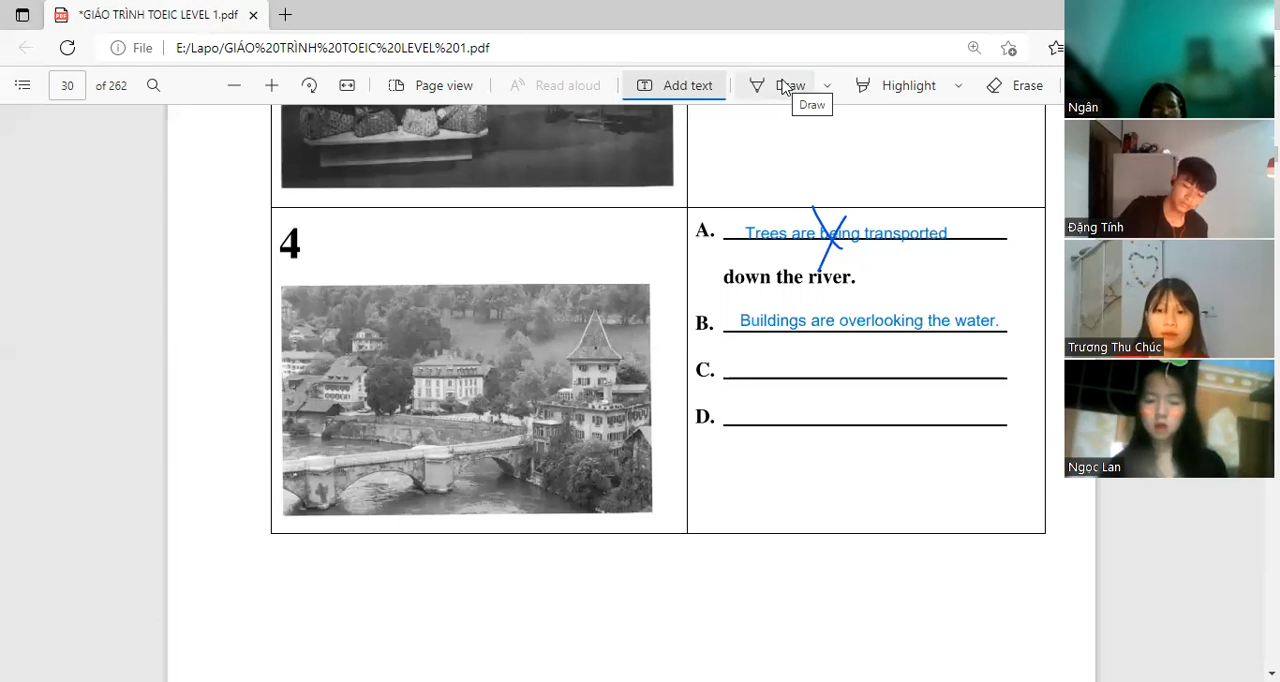 *GIÁO TRÌNH TOEIC LEVEL 1.pdf
File E:/Lapo/GIÁO%20TRÌNH%20TOEIC%20LEVEL%201.pdf
30 of 262 Page view Read aloud Add text Draw Highlight Erase
Draw
4
A. Trees are being transported
down the river.
B. Buildings are overlooking the water.
C.
D.
Ngân
Đặng Tính
Trương Thu Chúc
Ngọc Lan